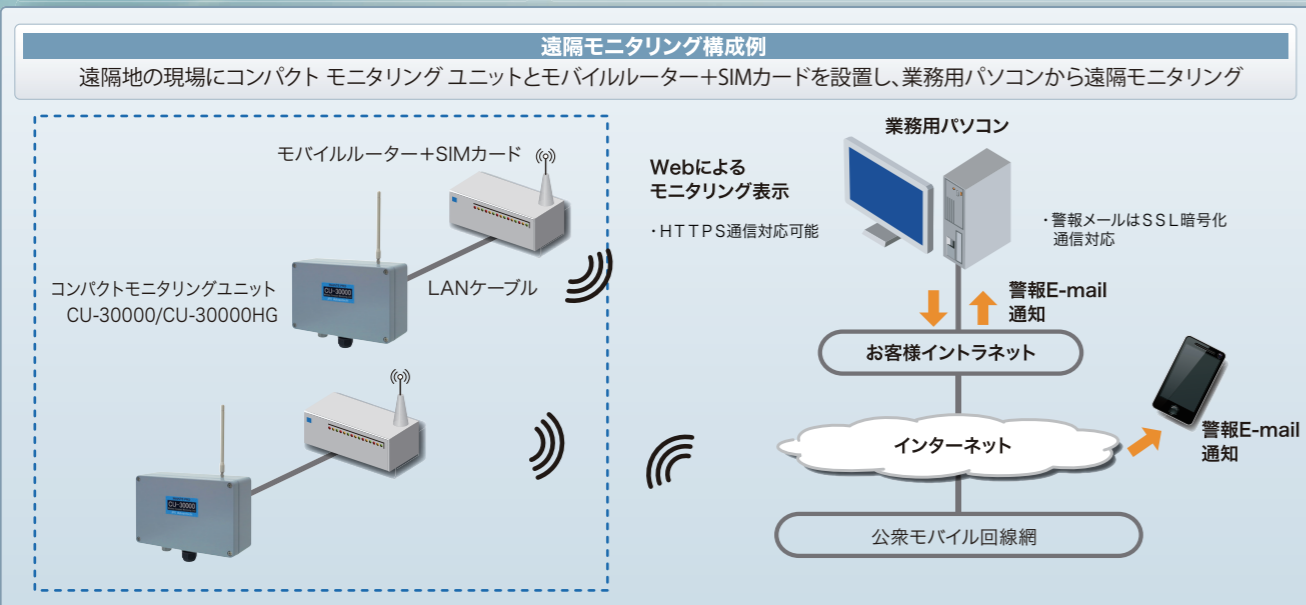 遠隔モニタリング構成例
遠隔地の現場にコンパクト モニタリング ユニットとモバイルルーター＋SIMカードを設置し、業務用パソコンから遠隔モニタリング
モバイルルーター＋SIMカード
コンパクトモニタリングユニット
CU-30000/CU-30000HG
CU-30000
LANケーブル
CU-30000
Webによる
モニタリング表示
・HTTPS通信対応可能
業務用パソコン
・警報メールはSSL暗号化
通信対応
警報E-mail
通知
お客様イントラネット
インターネット
警報E-mail
通知
公衆モバイル回線網